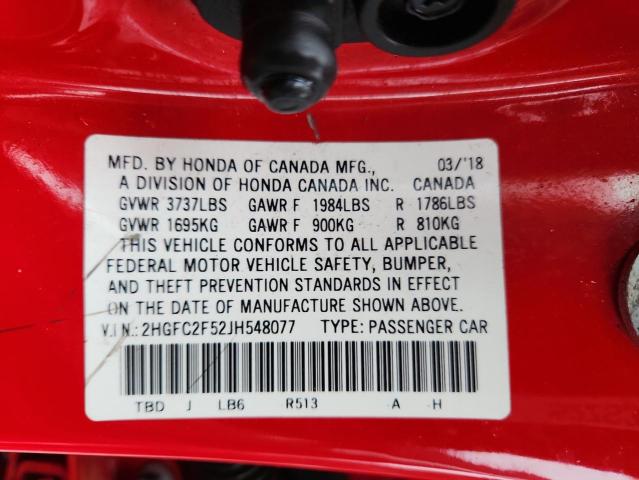 MFD. BY HONDA OF CANADA MFG., 03/'18
A DIVISION OF HONDA CANADA INC. CANADA
GVWR 3737LBS GAWR F 1984LBS R 1786LBS
GVWR 1695KG GAWR F 900KG R 810KG
THIS VEHICLE CONFORMS TO ALL APPLICABLE
FEDERAL MOTOR VEHICLE SAFETY, BUMPER,
AND THEFT PREVENTION STANDARDS IN EFFECT
ON THE DATE OF MANUFACTURE SHOWN ABOVE.
V.I.N.:2HGFC2F52JH548077 TYPE: PASSENGER CAR
TBD J LB6 R513 -A -H